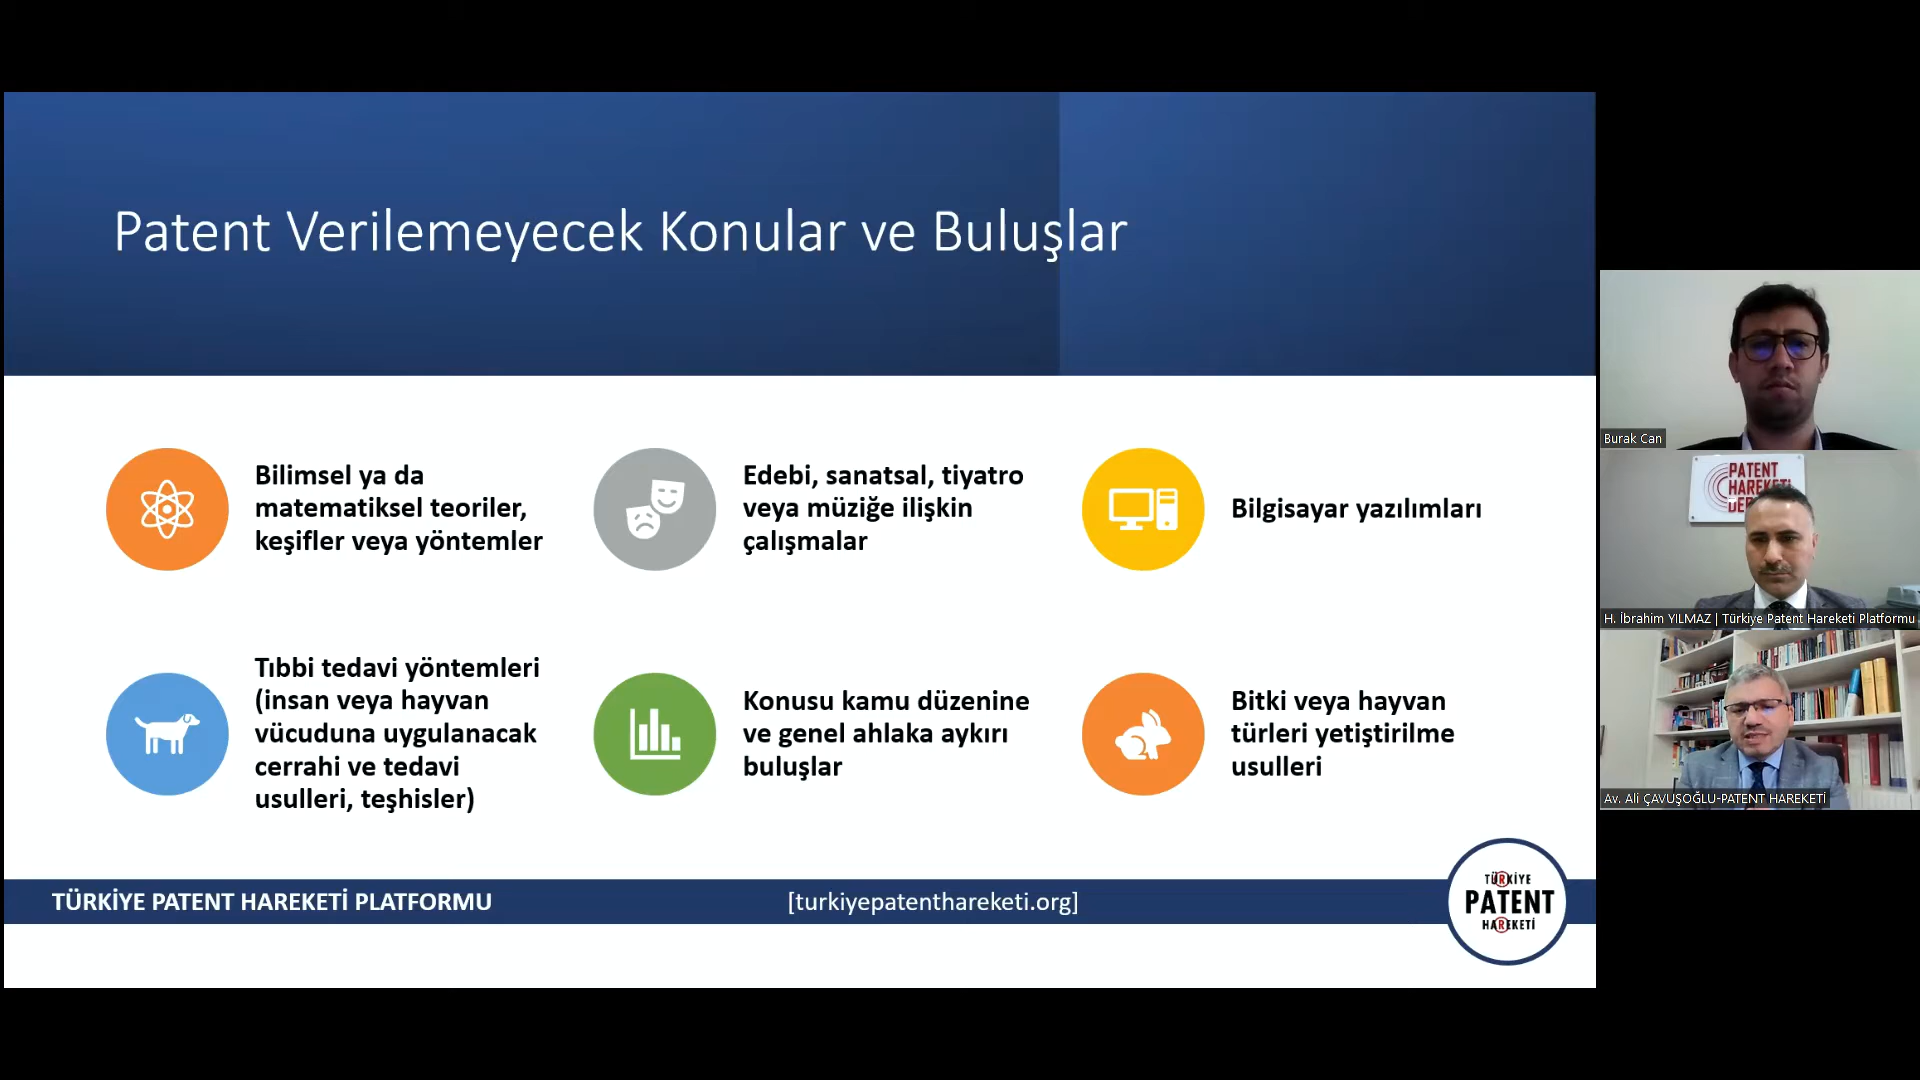 Patent Verilemeyecek Konular ve Buluşlar
Bilimsel ya da
matematiksel teoriler,
keşifler veya yöntemler
Edebi, sanatsal, tiyatro
veya müziğe ilişkin
çalışmalar
Bilgisayar yazılımları
Tıbbi tedavi yöntemleri
(insan veya hayvan
vücuduna uygulanacak
cerrahi ve tedavi
usulleri, teşhisler)
Konusu kamu düzenine
ve genel ahlaka aykırı
buluşlar
Bitki veya hayvan
türleri yetiştirilme
usulleri
TÜRKİYE PATENT HAREKETİ PLATFORMU
[turkiyepatenthareketi.org]
TÜRKİYE
PATENT
HAREKETİ
Burak Can
PATENT
HAREKETİ
H. İbrahim YILMAZ | Türkiye Patent Hareketi Platformu
Av. Ali ÇAVUŞOĞLU-PATENT HAREKETİ